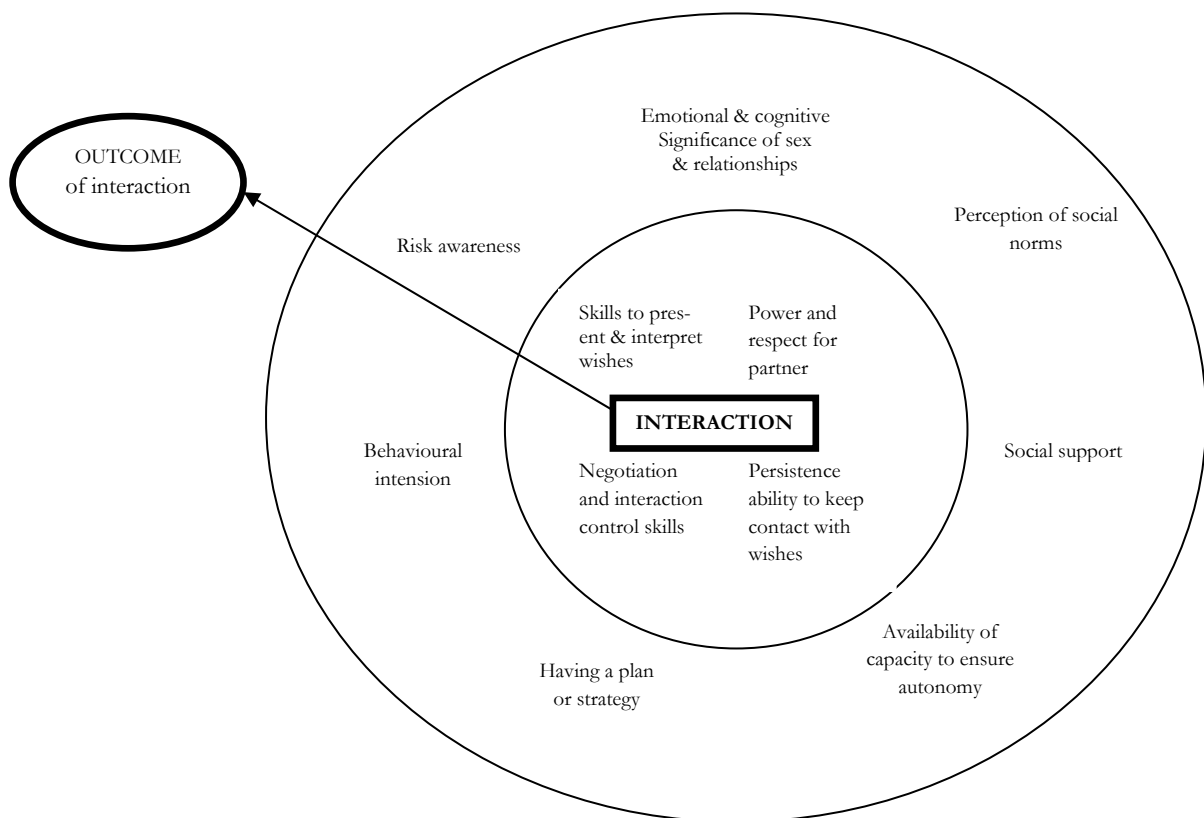 Emotional & cognitive
Significance of sex
& relationships
OUTCOME
of interaction
Perception of social
norms
Risk awareness
Skills to pres-
ent & interpret
wishes
Power and
respect for
partner
INTERACTION
Behavioural
intension
Social support
Negotiation
and interaction
control skills
Persistence
ability to keep
contact with
wishes
Availability of
capacity to ensure
autonomy
Having a plan
or strategy